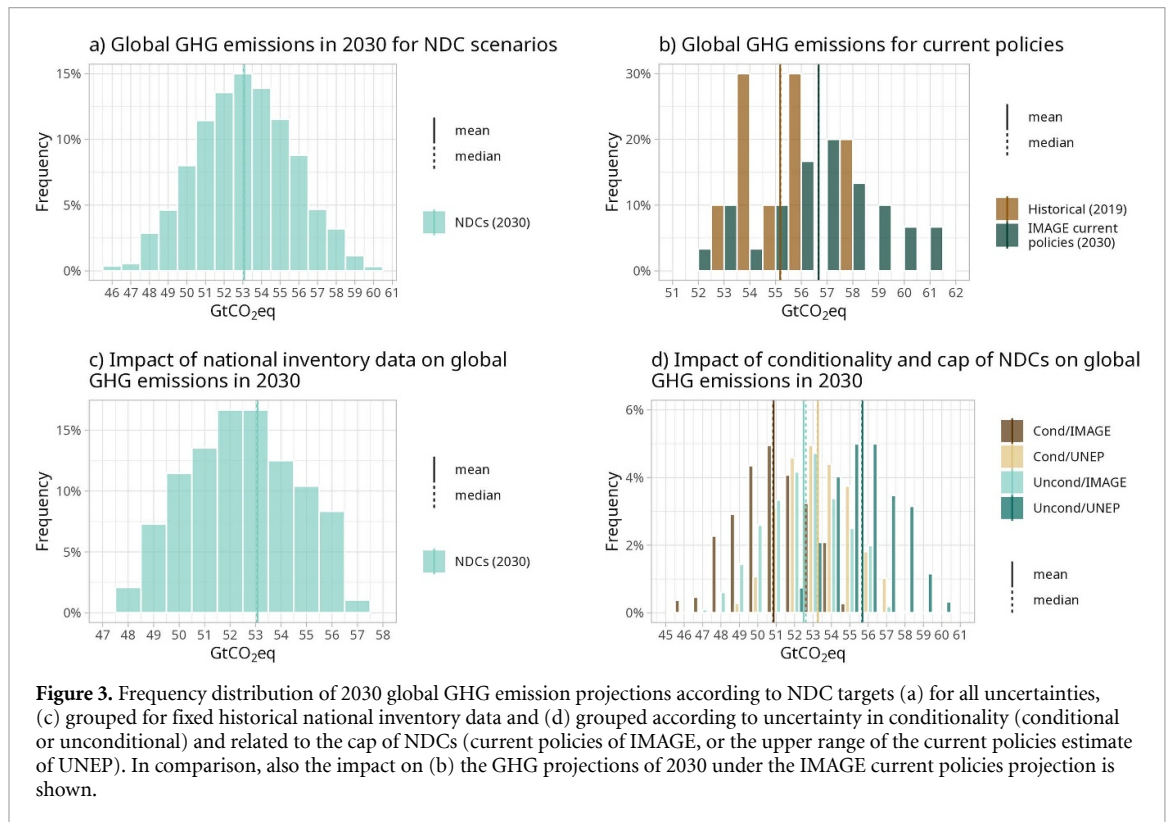 a) Global GHG emissions in 2030 for NDC scenarios
15%
10%
5%
0%
Frequency
46 47 48 49 50 51 52 53 54 55 56 57 58 59 60 61
GtCO₂eq
mean
median
NDCs (2030)
b) Global GHG emissions for current policies
30%
20%
10%
0%
Frequency
51 52 53 54 55 56 57 58 59 60 61 62
GtCO₂eq
mean
median
Historical (2019)
IMAGE current
policies (2030)
c) Impact of national inventory data on global
GHG emissions in 2030
15%
10%
5%
0%
Frequency
47 48 49 50 51 52 53 54 55 56 57 58
GtCO₂eq
mean
median
NDCs (2030)
d) Impact of conditionality and cap of NDCs on global
GHG emissions in 2030
6%
4%
2%
0%
Frequency
45 46 47 48 49 50 51 52 53 54 55 56 57 58 59 60 61
GtCO₂eq
Cond/IMAGE
Cond/UNEP
Uncond/IMAGE
Uncond/UNEP
mean
median
Figure 3. Frequency distribution of 2030 global GHG emission projections according to NDC targets (a) for all uncertainties,
(c) grouped for fixed historical national inventory data and (d) grouped according to uncertainty in conditionality (conditional
or unconditional) and related to the cap of NDCs (current policies of IMAGE, or the upper range of the current policies estimate
of UNEP). In comparison, also the impact on (b) the GHG projections of 2030 under the IMAGE current policies projection is
shown.